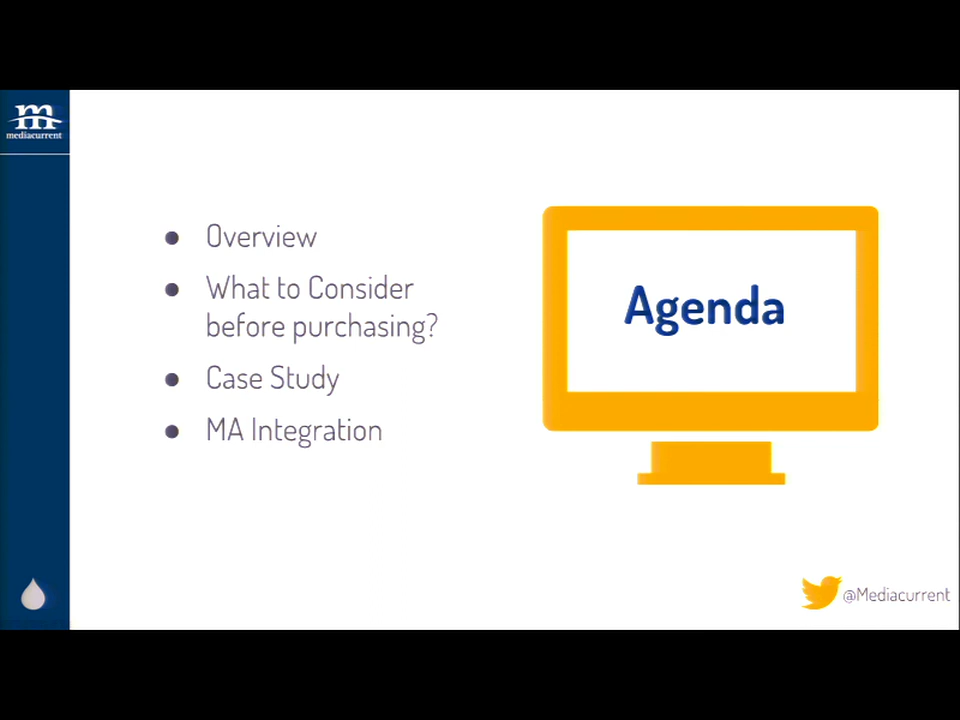 m
mediacurrent
Overview
What to Consider
before purchasing?
Case Study
MA Integration
Agenda
@Mediacurrent